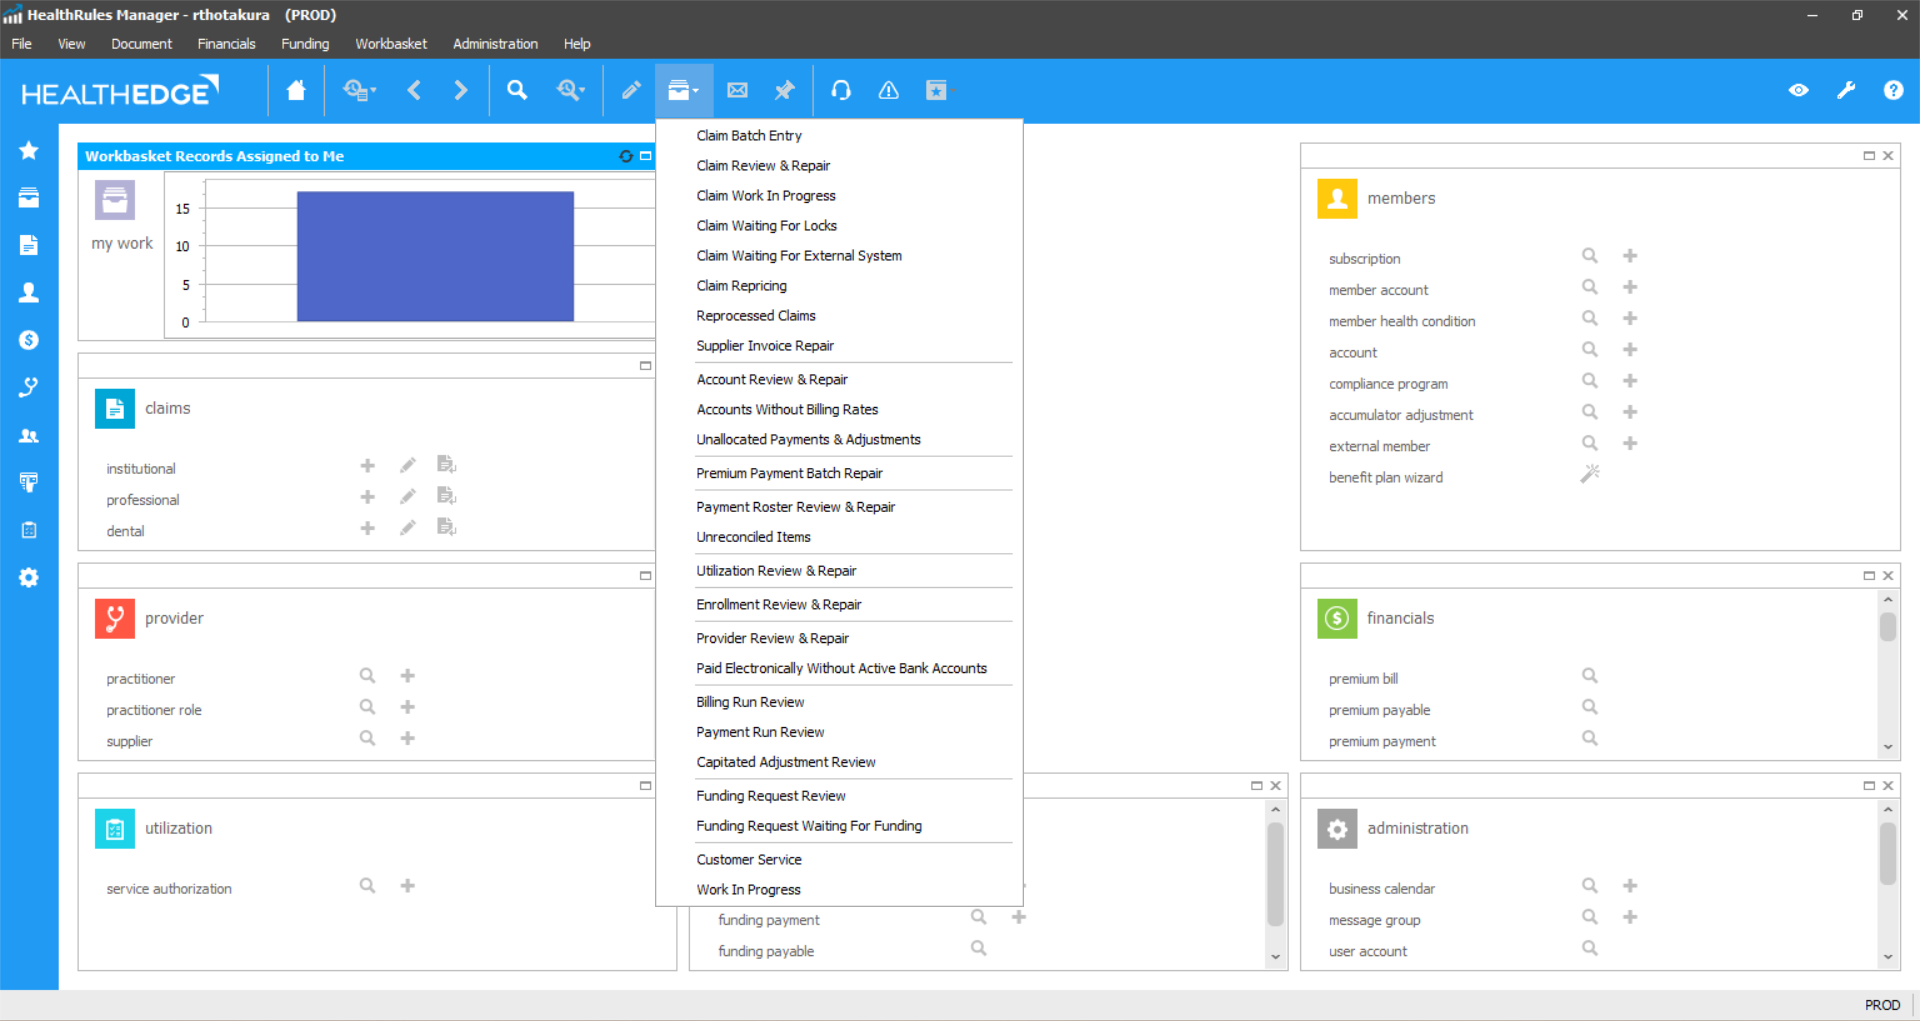 HealthRules Manager - rthotakura (PROD)
File View Document Financials Funding Workbasket Administration Help
HEALTHEDGE
Workbasket Records Assigned to Me
my work
15
10
5
0
claims
institutional
professional
dental
provider
practitioner
practitioner role
supplier
utilization
service authorization
Claim Batch Entry
Claim Review & Repair
Claim Work In Progress
Claim Waiting For Locks
Claim Waiting For External System
Claim Repricing
Reprocessed Claims
Supplier Invoice Repair
Account Review & Repair
Accounts Without Billing Rates
Unallocated Payments & Adjustments
Premium Payment Batch Repair
Payment Roster Review & Repair
Unreconciled Items
Utilization Review & Repair
Enrollment Review & Repair
Provider Review & Repair
Paid Electronically Without Active Bank Accounts
Billing Run Review
Payment Run Review
Capitated Adjustment Review
Funding Request Review
Funding Request Waiting For Funding
Customer Service
Work In Progress
funding payment
funding payable
members
subscription
member account
member health condition
account
compliance program
accumulator adjustment
external member
benefit plan wizard
financials
premium bill
premium payable
premium payment
administration
business calendar
message group
user account
PROD